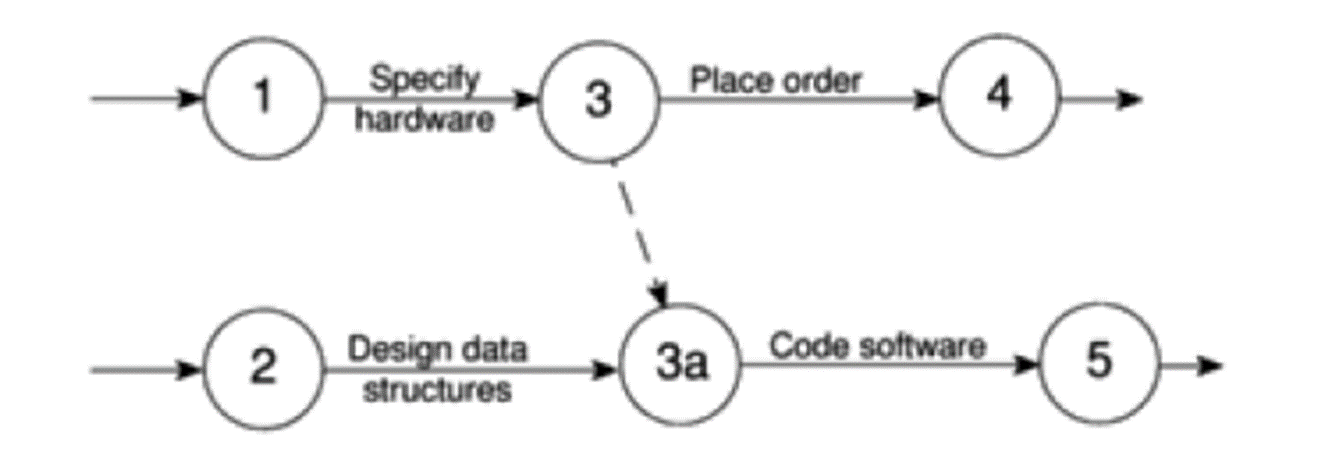 Specify
hardware
Place order
1
3
4
Design data
structures
Code software
2
3a
5